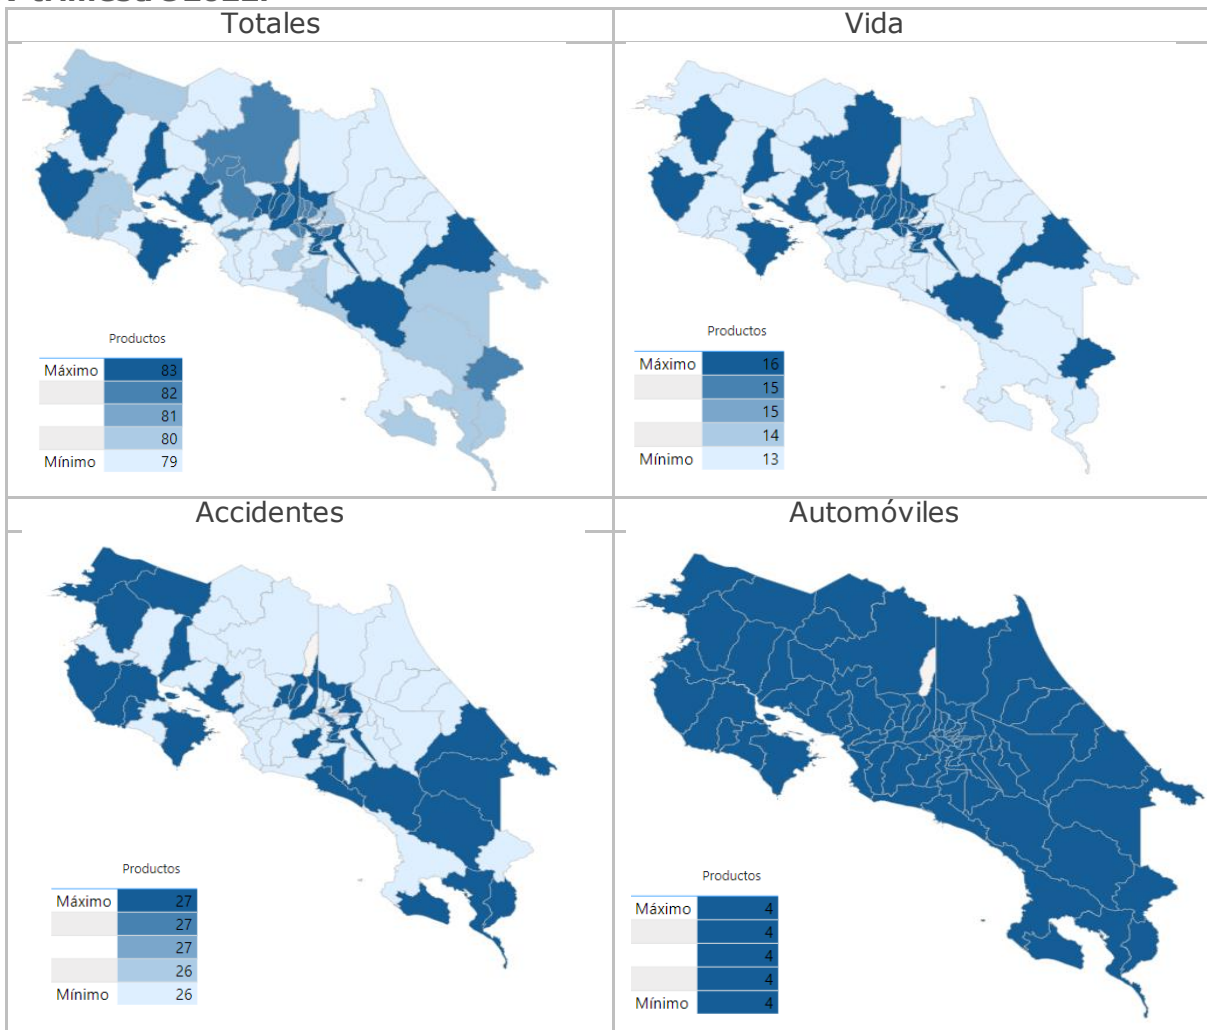 Totales
Productos
Máximo 83
82
81
80
Mínimo 79
Vida
Productos
Máximo 16
15
15
14
Mínimo 13
Accidentes
Productos
Máximo 27
27
27
26
Mínimo 26
Automóviles
Productos
Máximo 4
4
4
4
Mínimo 4